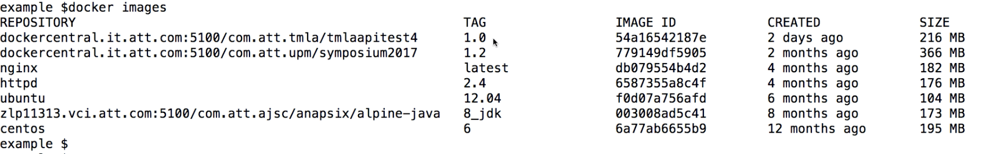 example $docker images
REPOSITORY TAG IMAGE ID CREATED SIZE
dockercentral.it.att.com:5100/com.att.tmla/tmlaapitest4 1.0 54a16542187e 2 days ago 216 MB
dockercentral.it.att.com:5100/com.att.upm/symposium2017 1.2 779149df5905 2 months ago 366 MB
nginx latest db079554b4d2 4 months ago 182 MB
httpd 2.4 6587355a8c4f 4 months ago 176 MB
ubuntu 12.04 f0d07a756afd 6 months ago 104 MB
zlp11313.vci.att.com:5100/com.att.ajsc/anapsix/alpine-java 8_jdk 003008ad5c41 8 months ago 173 MB
centos 6 6a77ab6655b9 12 months ago 195 MB
example $